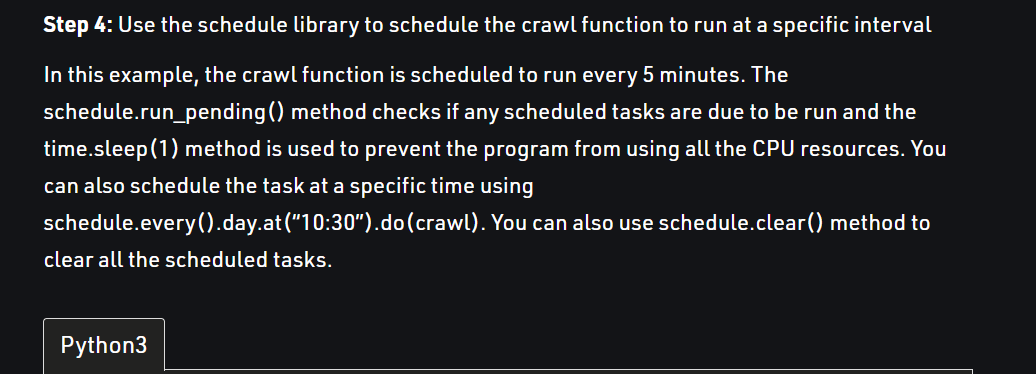 Step 4: Use the schedule library to schedule the crawl function to run at a specific interval
In this example, the crawl function is scheduled to run every 5 minutes. The
schedule.run_pending() method checks if any scheduled tasks are due to be run and the
time.sleep(1) method is used to prevent the program from using all the CPU resources. You
can also schedule the task at a specific time using
schedule.every().day.at(“10:30”).do(crawl). You can also use schedule.clear() method to
clear all the scheduled tasks.
Python3